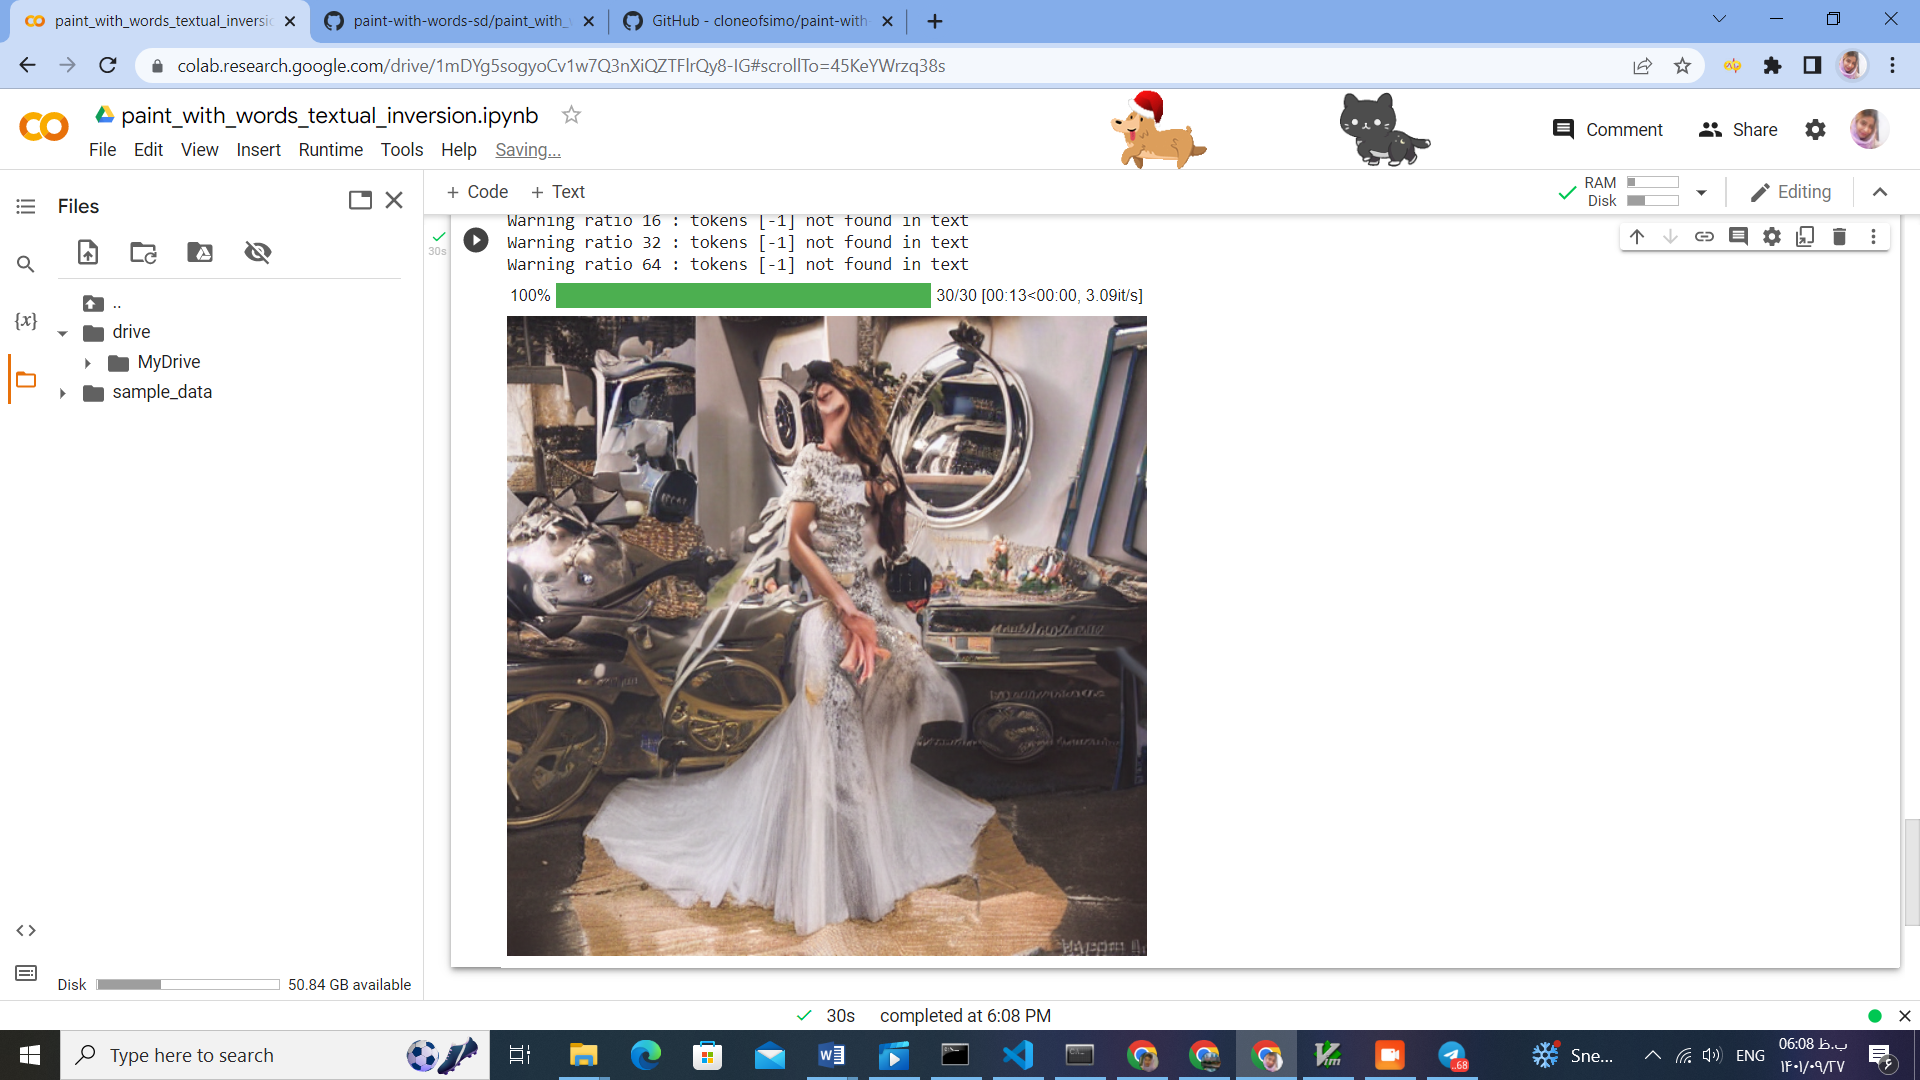 paint_with_words_textual_inversi
paint-with-words-sd/paint_with_
GitHub - cloneofsimo/paint-with-
colab.research.google.com/drive/1mDYg5sogyoCv1w7Q3nXiQZTFlrQy8-IG#scrollTo=45KeYWrzq38s
paint_with_words_textual_inversion.ipynb
File Edit View Insert Runtime Tools Help Saving...
Comment Share
Files
+ Code + Text
RAM
Disk
Editing
30s
Warning ratio 16 : tokens [-1] not found in text
Warning ratio 32 : tokens [-1] not found in text
Warning ratio 64 : tokens [-1] not found in text
100% 30/30 [00:13<00:00, 3.09it/s]
{x}
..
drive
MyDrive
sample_data
Disk 50.84 GB available
30s completed at 6:08 PM
Type here to search
68
Sne... ENG
06:08 ب.ظ
۱۴۰۱/۰۹/۲۷
۶